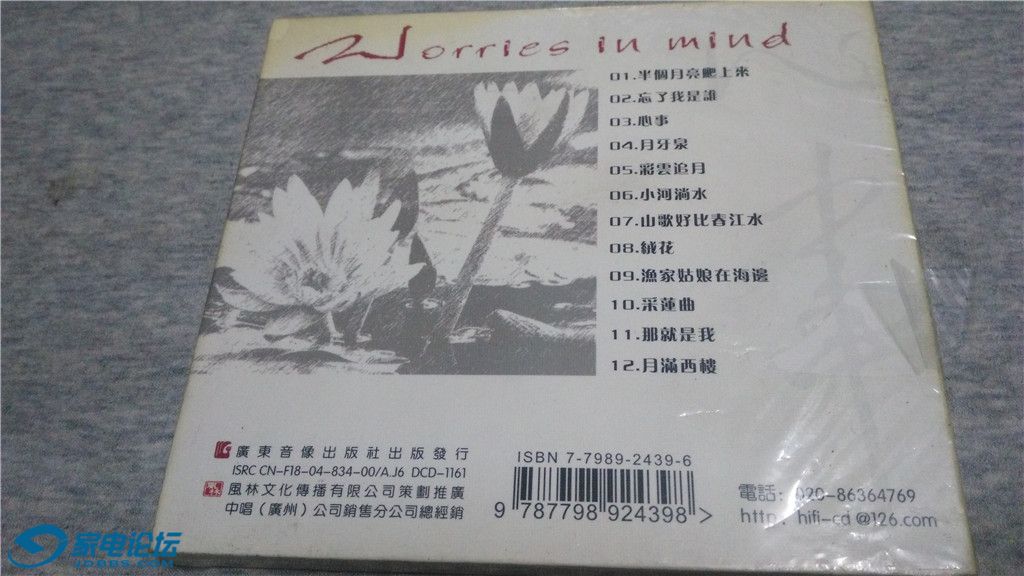 Worries in mind
01.半個月亮爬上來
02.忘了我是誰
03.心事
04.月牙泉
05.彩雲追月
06.小河淌水
07.山歌好比春江水
08.絨花
09.漁家姑娘在海邊
10.采蓮曲
11.那就是我
12.月滿西樓
廣東音像出版社出版發行
ISRC CN-F18-04-834-00/A.J6 DCD-1161
風林文化傳播有限公司策劃推廣
中唱（廣州）公司銷售分公司總經銷
ISBN 7-7989-2439-6
9 787798 924398 >
電話: 020-86364769
http: hifi-cd @126.com
家电论坛
JDBBS.COM